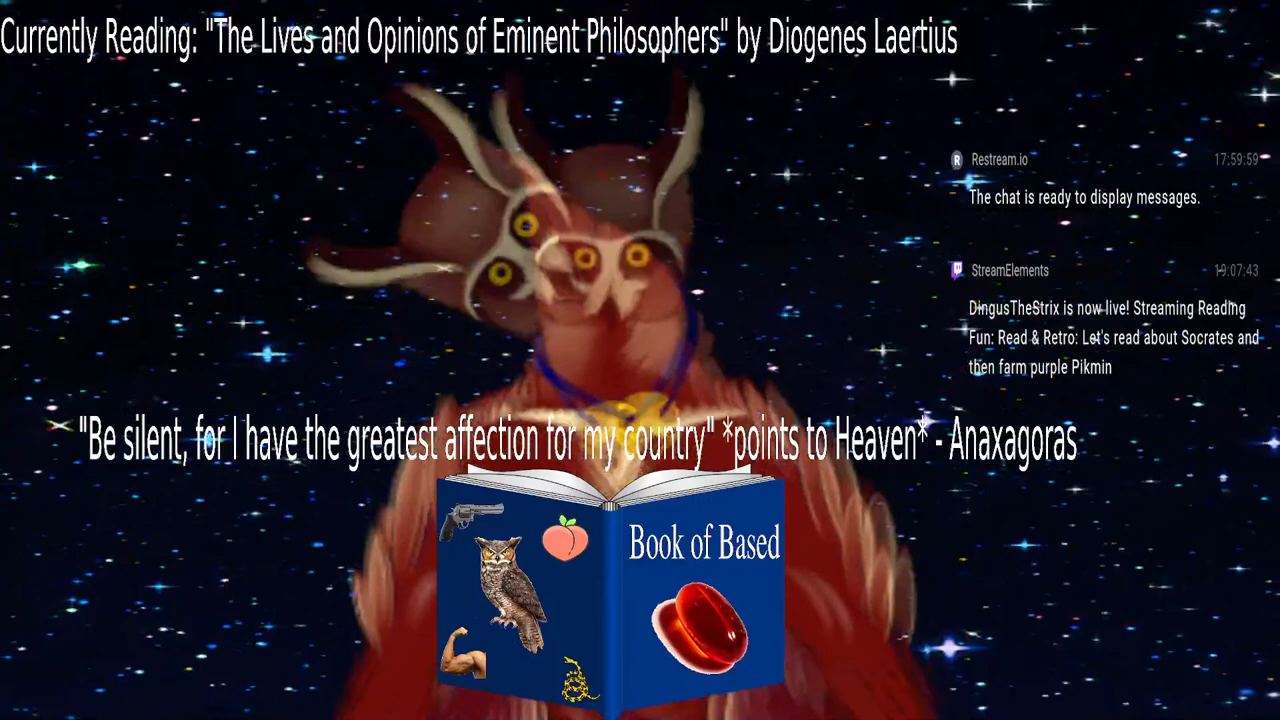 Currently Reading: "The Lives and Opinions of Eminent Philosophers" by Diogenes Laertius
Restream.io 17:59:59
The chat is ready to display messages.
StreamElements 19:07:43
DingusTheStrix is now live! Streaming Reading
Fun: Read & Retro: Let's read about Socrates and
then farm purple Pikmin
"Be silent, for I have the greatest affection for my country" *points to Heaven* - Anaxagoras
Book of Based